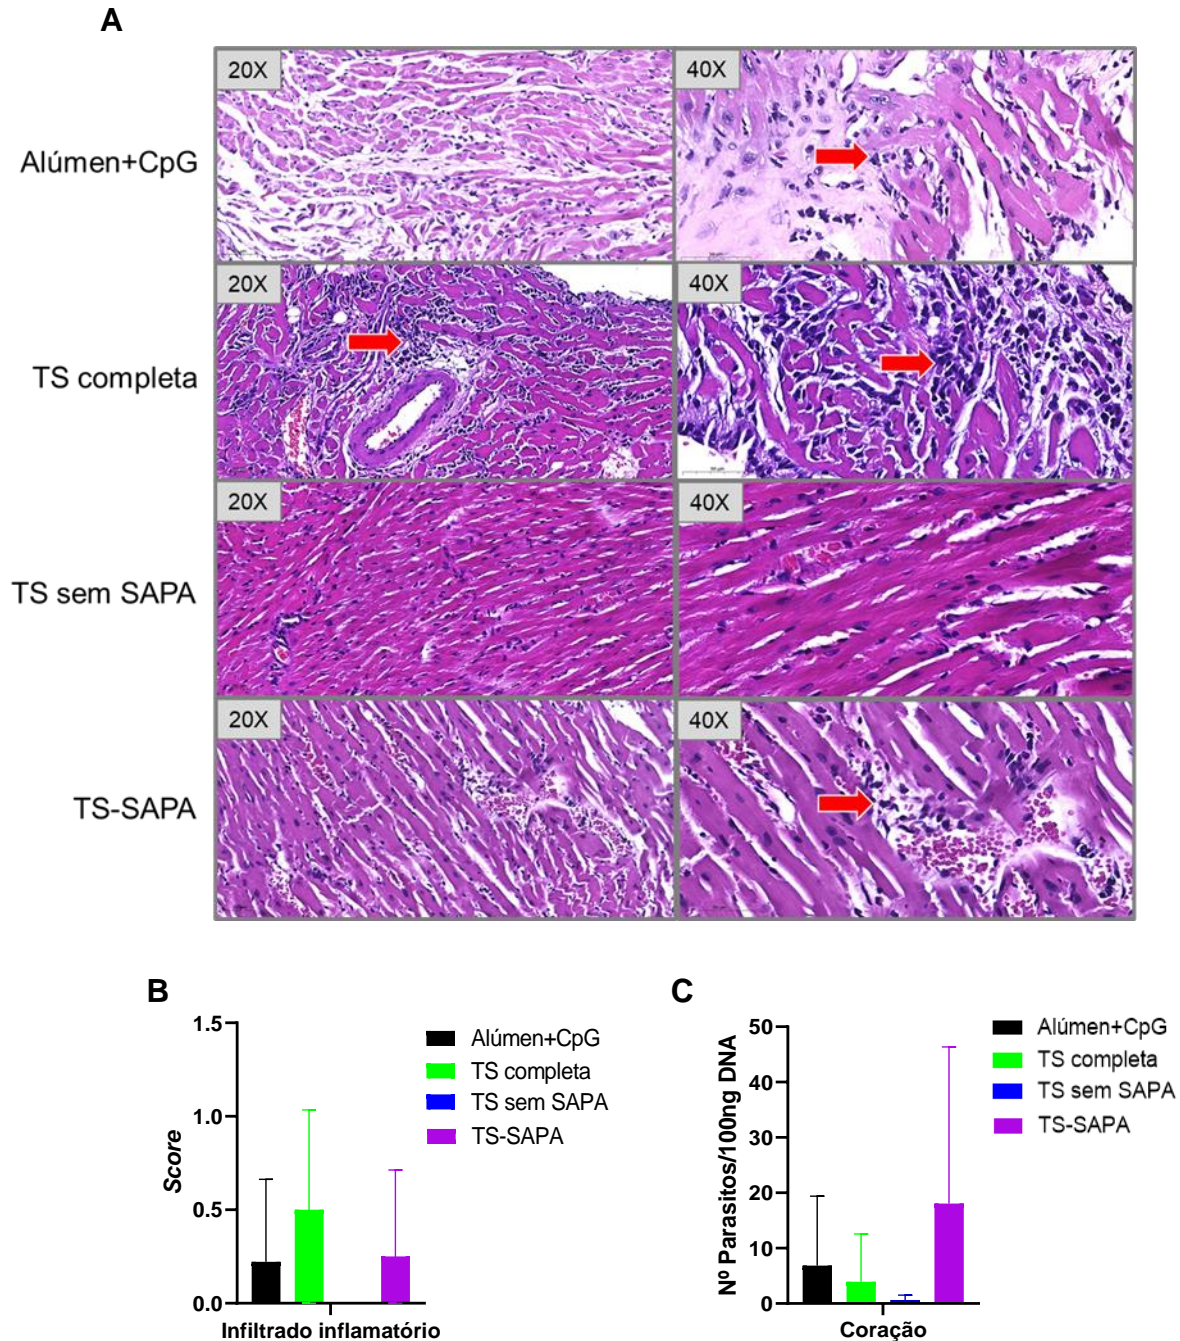 A
20X
40X
Alúmen+CpG
20X
40X
TS completa
20X
40X
TS sem SAPA
20X
40X
TS-SAPA
B
1.5
1.0
0.5
0.0
Score
Infiltrado inflamatório
Alúmen+CpG
TS completa
TS sem SAPA
TS-SAPA
C
50
40
30
20
10
0
Nº Parasitos/100ng DNA
Coração
Alúmen+CpG
TS completa
TS sem SAPA
TS-SAPA